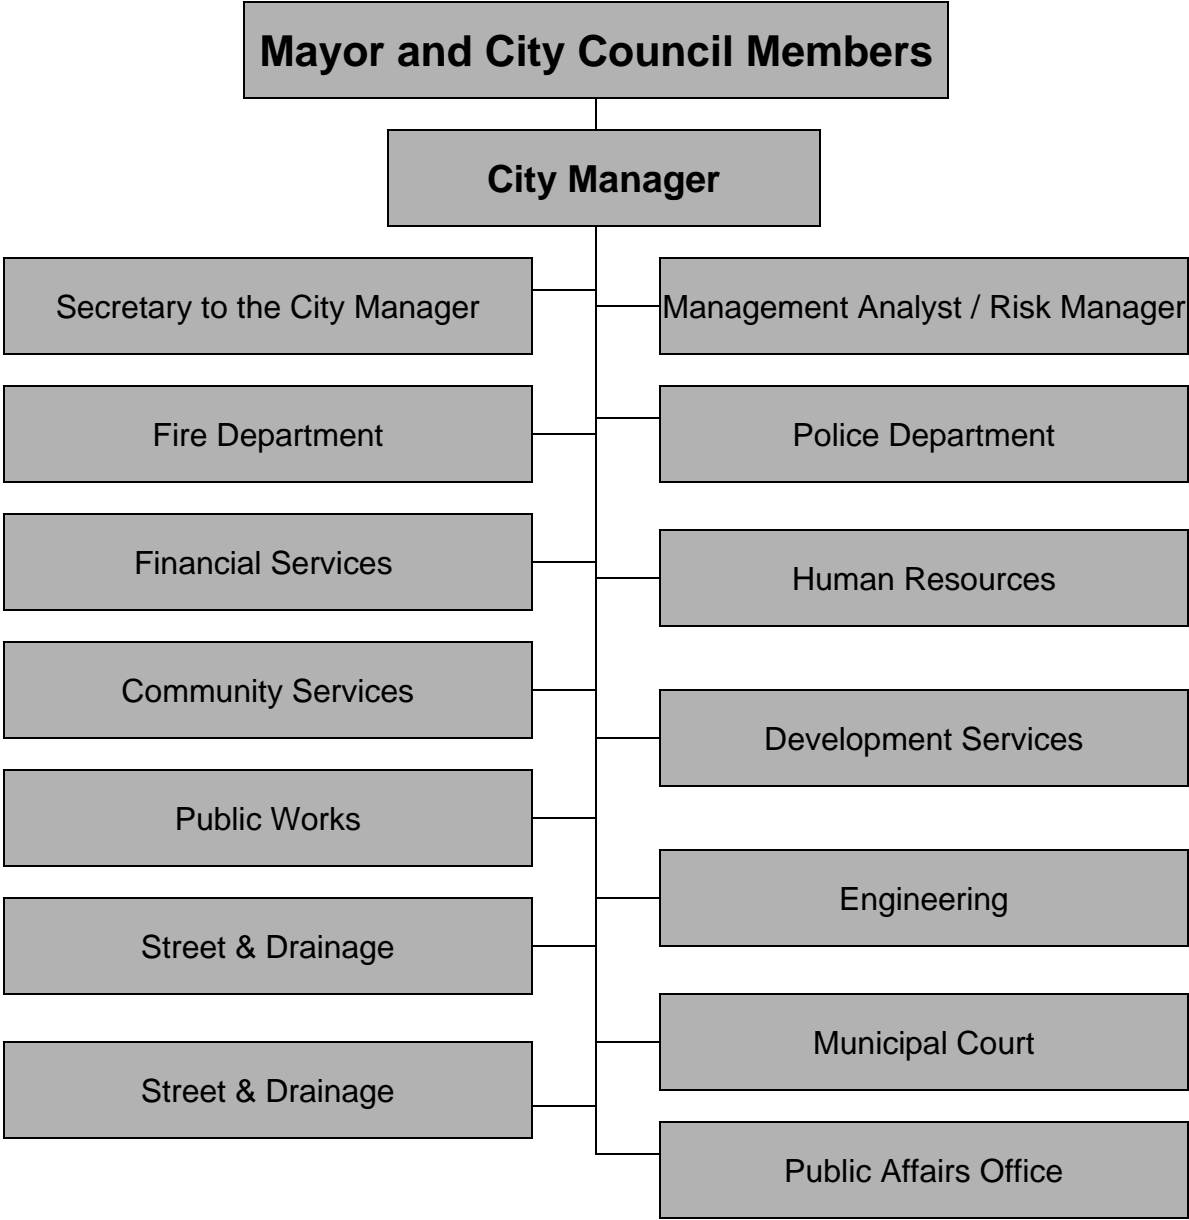 Mayor and City Council Members
City Manager
Secretary to the City Manager
Management Analyst / Risk Manager
Fire Department
Police Department
Financial Services
Human Resources
Community Services
Development Services
Public Works
Engineering
Street & Drainage
Municipal Court
Street & Drainage
Public Affairs Office